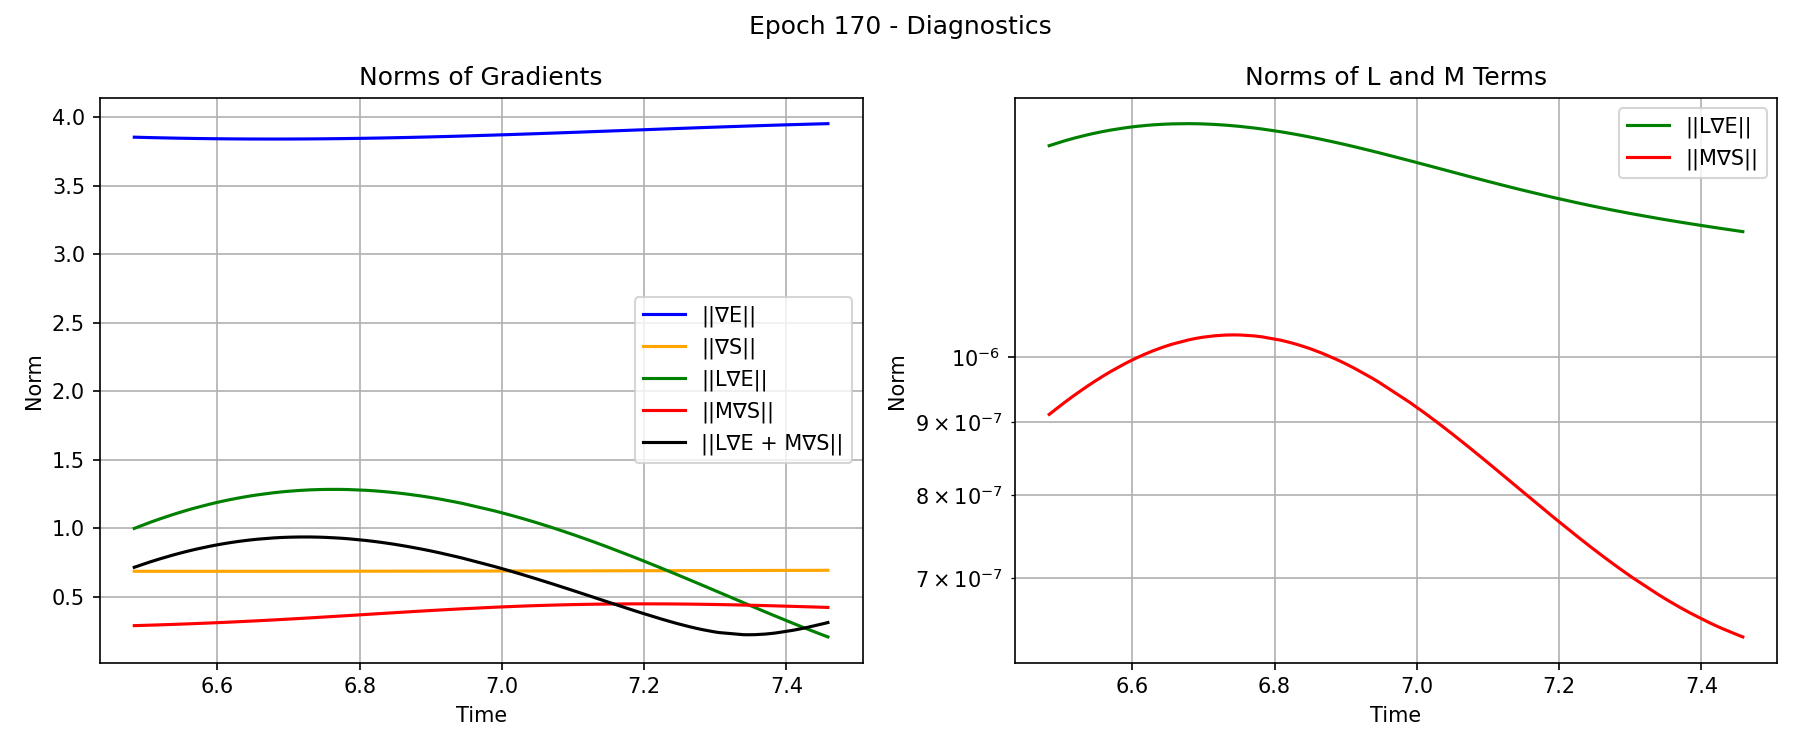 Epoch 170 - Diagnostics
Norms of Gradients
Norm
4.0
3.5
3.0
2.5
2.0
1.5
1.0
0.5
||∇E||
||∇S||
||L∇E||
||M∇S||
||L∇E + M∇S||
6.6 6.8 7.0 7.2 7.4
Time
Norms of L and M Terms
Norm
10⁻⁶
9 × 10⁻⁷
8 × 10⁻⁷
7 × 10⁻⁷
||L∇E||
||M∇S||
6.6 6.8 7.0 7.2 7.4
Time